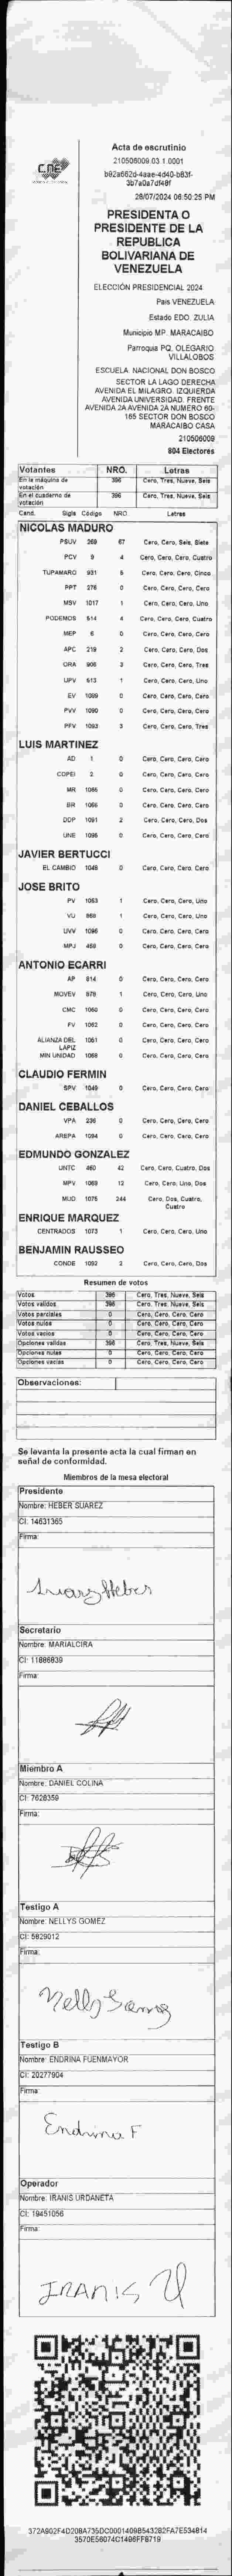 CNE
Acta de escrutinio
210506009.03.1.0001
b92a662d-4aae-4d40-b83f-
3b7a0a7df49f
28/07/2024 06:50:25 PM
PRESIDENTA O
PRESIDENTE DE LA
REPUBLICA
BOLIVARIANA DE
VENEZUELA
ELECCIÓN PRESIDENCIAL 2024
País VENEZUELA
Estado EDO. ZULIA
Municipio MP. MARACAIBO
Parroquia PQ. OLEGARIO
VILLALOBOS
ESCUELA NACIONAL DON BOSCO
SECTOR LA LAGO DERECHA
AVENIDA EL MILAGRO. IZQUIERDA
AVENIDA UNIVERSIDAD. FRENTE
AVENIDA 2A AVENIDA 2A NUMERO 60-
165 SECTOR DON BOSCO
MARACAIBO CASA
210506009
804 Electores
Votantes NRO. Letras
En la máquina de votación 396 Cero, Tres, Nueve, Seis
En el cuaderno de votación 396 Cero, Tres, Nueve, Seis
Cand. Sigla Código NRO. Letras
NICOLAS MADURO
PSUV 269 67 Cero, Cero, Seis, Siete
PCV 9 4 Cero, Cero, Cero, Cuatro
TUPAMARO 931 5 Cero, Cero, Cero, Cinco
PPT 276 0 Cero, Cero, Cero, Cero
MSV 1017 1 Cero, Cero, Cero, Uno
PODEMOS 514 4 Cero, Cero, Cero, Cuatro
MEP 6 0 Cero, Cero, Cero, Cero
APC 219 2 Cero, Cero, Cero, Dos
ORA 906 3 Cero, Cero, Cero, Tres
UPV 613 1 Cero, Cero, Cero, Uno
EV 1089 0 Cero, Cero, Cero, Cero
PVV 1090 0 Cero, Cero, Cero, Cero
PFV 1093 3 Cero, Cero, Cero, Tres
LUIS MARTINEZ
AD 1 0 Cero, Cero, Cero, Cero
COPEI 2 0 Cero, Cero, Cero, Cero
MR 1065 0 Cero, Cero, Cero, Cero
BR 1066 0 Cero, Cero, Cero, Cero
DDP 1091 2 Cero, Cero, Cero, Dos
UNE 1095 0 Cero, Cero, Cero, Cero
JAVIER BERTUCCI
EL CAMBIO 1048 0 Cero, Cero, Cero, Cero
JOSE BRITO
PV 1053 1 Cero, Cero, Cero, Uno
VU 868 1 Cero, Cero, Cero, Uno
UVV 1096 0 Cero, Cero, Cero, Cero
MPJ 459 0 Cero, Cero, Cero, Cero
ANTONIO ECARRI
AP 914 0 Cero, Cero, Cero, Cero
MOVEV 979 1 Cero, Cero, Cero, Uno
CMC 1060 0 Cero, Cero, Cero, Cero
FV 1062 0 Cero, Cero, Cero, Cero
ALIANZA DEL LAPIZ 1061 0 Cero, Cero, Cero, Cero
MIN UNIDAD 1068 0 Cero, Cero, Cero, Cero
CLAUDIO FERMIN
SPV 1049 0 Cero, Cero, Cero, Cero
DANIEL CEBALLOS
VPA 236 0 Cero, Cero, Cero, Cero
AREPA 1094 0 Cero, Cero, Cero, Cero
EDMUNDO GONZALEZ
UNTC 460 42 Cero, Cero, Cuatro, Dos
MPV 1069 12 Cero, Cero, Uno, Dos
MUD 1076 244 Cero, Dos, Cuatro, Cuatro
ENRIQUE MARQUEZ
CENTRADOS 1073 1 Cero, Cero, Cero, Uno
BENJAMIN RAUSSEO
CONDE 1092 2 Cero, Cero, Cero, Dos
Resumen de votos
Votos 396 Cero, Tres, Nueve, Seis
Votos validos 396 Cero, Tres, Nueve, Seis
Votos parciales 0 Cero, Cero, Cero, Cero
Votos nulos 0 Cero, Cero, Cero, Cero
Votos vacios 0 Cero, Cero, Cero, Cero
Opciones validas 396 Cero, Tres, Nueve, Seis
Opciones nulas 0 Cero, Cero, Cero, Cero
Opciones vacias 0 Cero, Cero, Cero, Cero
Observaciones:
Se levanta la presente acta la cual firman en
señal de conformidad.
Miembros de la mesa electoral
Presidente
Nombre: HEBER SUAREZ
CI: 14631365
Firma:
Suarez Heber
Secretario
Nombre: MARIALCIRA
CI: 11886839
Firma:
Miembro A
Nombre: DANIEL COLINA
CI: 7628359
Firma:
Testigo A
Nombre: NELLYS GOMEZ
CI: 5829012
Firma:
Testigo B
Nombre: ENDRINA FUENMAYOR
CI: 20277904
Firma:
Endrina F
Operador
Nombre: IRANIS URDANETA
CI: 19451056
Firma:
IRANIS U
372A902F4D208A735DC0001409B5432B2FA7E534814
3570E56074C1496FF8719